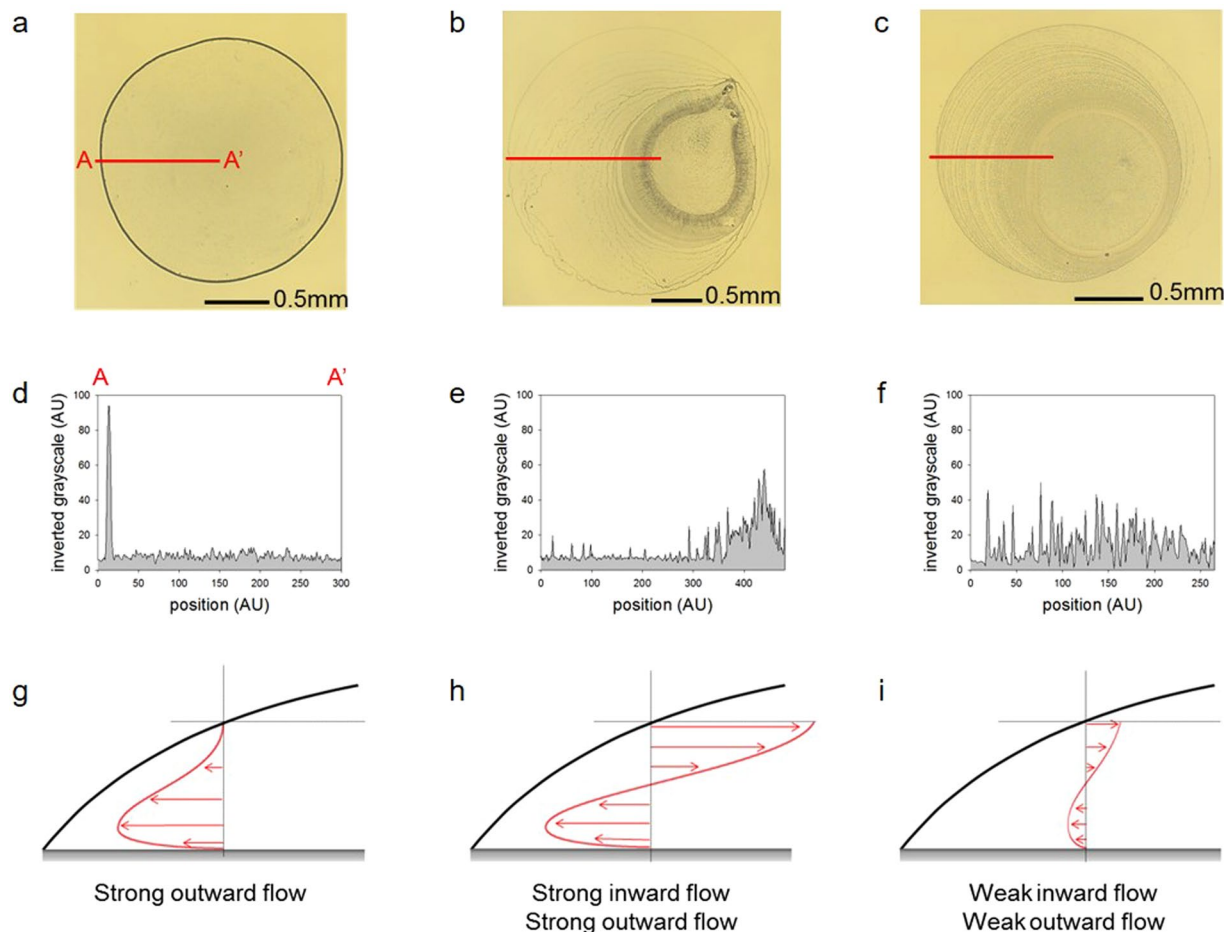 a
b
c
A
A'
0.5mm
0.5mm
0.5mm
A
A'
d
e
f
100
80
60
40
20
0
inverted grayscale (AU)
0 50 100 150 200 250 300
position (AU)
100
80
60
40
20
0
inverted grayscale (AU)
0 100 200 300 400
position (AU)
100
80
60
40
20
0
inverted grayscale (AU)
0 50 100 150 200 250
position (AU)
g
h
i
Strong outward flow
Strong inward flow
Strong outward flow
Weak inward flow
Weak outward flow